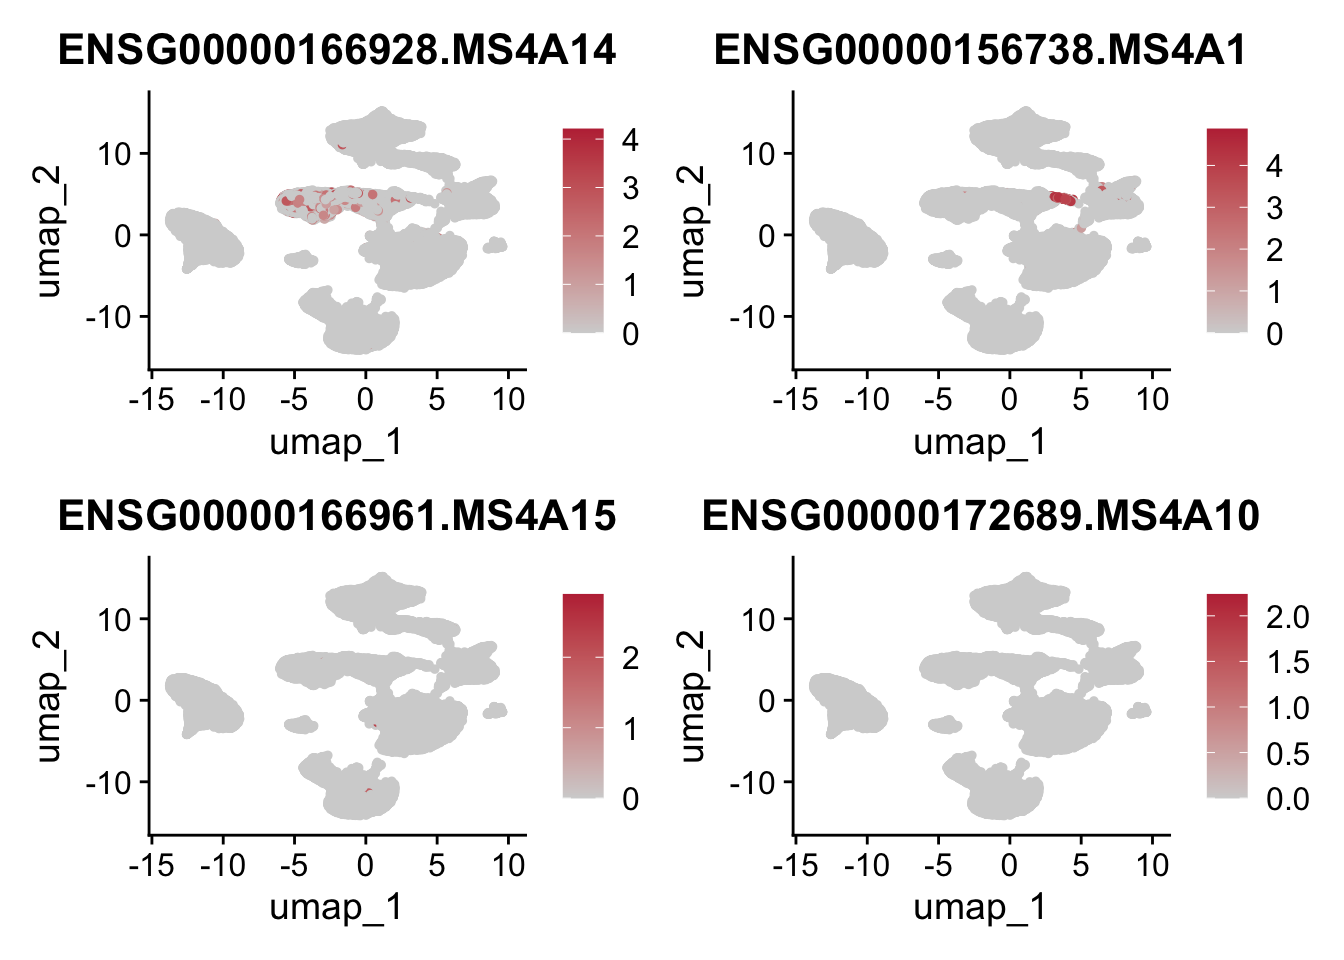 ENSG00000166928.MS4A14
umap_2
10
0
-10
-15 -10 -5 0 5 10
umap_1
4
3
2
1
0
ENSG00000156738.MS4A1
umap_2
10
0
-10
-15 -10 -5 0 5 10
umap_1
4
3
2
1
0
ENSG00000166961.MS4A15
umap_2
10
0
-10
-15 -10 -5 0 5 10
umap_1
2
1
0
ENSG00000172689.MS4A10
umap_2
10
0
-10
-15 -10 -5 0 5 10
umap_1
2.0
1.5
1.0
0.5
0.0